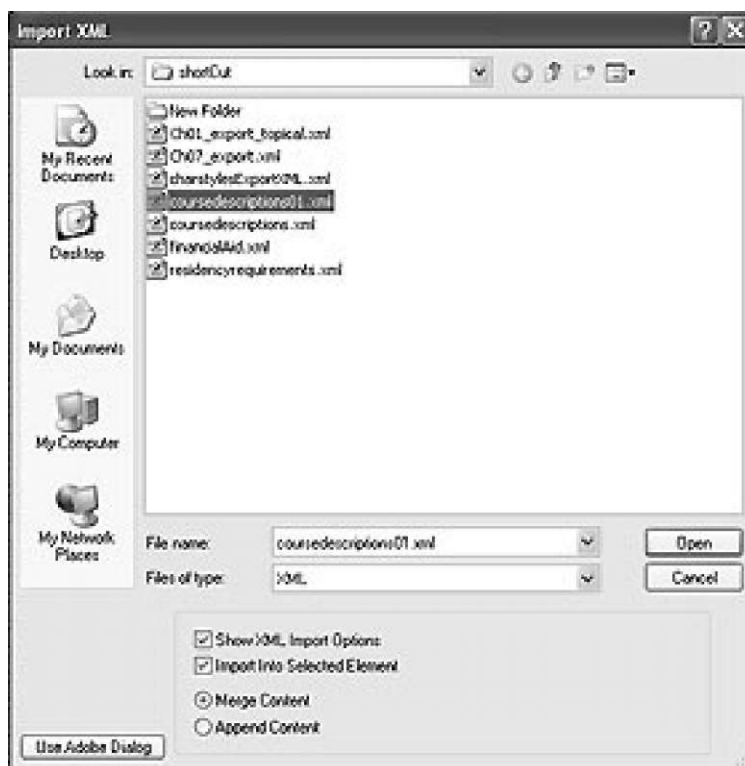 Import XML
Look in: shortCut
New Folder
Ch01_export_topical.xml
Ch07_export.xml
charstylesExportXML.xml
coursedescriptions01.xml
coursedescriptions.xml
financialAid.xml
residencyrequirements.xml
My Recent
Documents
Desktop
My Documents
My Computer
My Network
Places
File name: coursedescriptions01.xml Open
Files of type: XML Cancel
Show XML Import Options
Import Into Selected Element
Merge Content
Append Content
Use Adobe Dialog